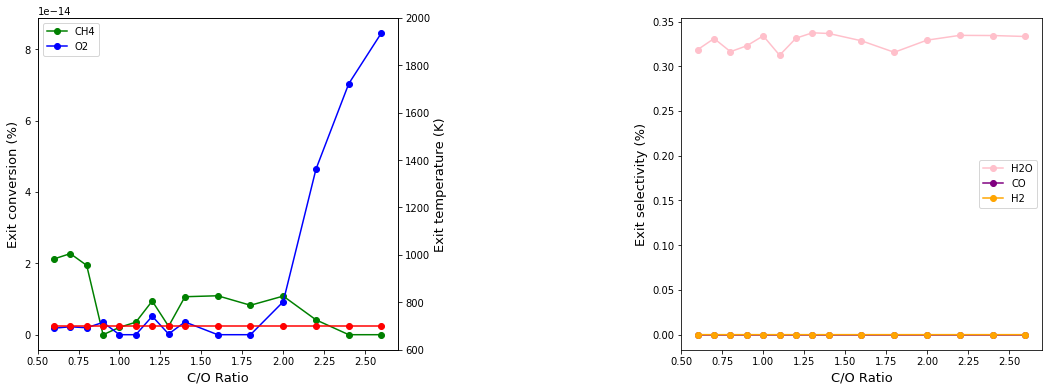 1e−14
CH4
O2
8
6
4
2
0
Exit conversion (%)
2000
1800
1600
1400
1200
1000
800
600
Exit temperature (K)
0.50 0.75 1.00 1.25 1.50 1.75 2.00 2.25 2.50
C/O Ratio
0.35
0.30
0.25
0.20
0.15
0.10
0.05
0.00
Exit selectivity (%)
H2O
CO
H2
0.50 0.75 1.00 1.25 1.50 1.75 2.00 2.25 2.50
C/O Ratio